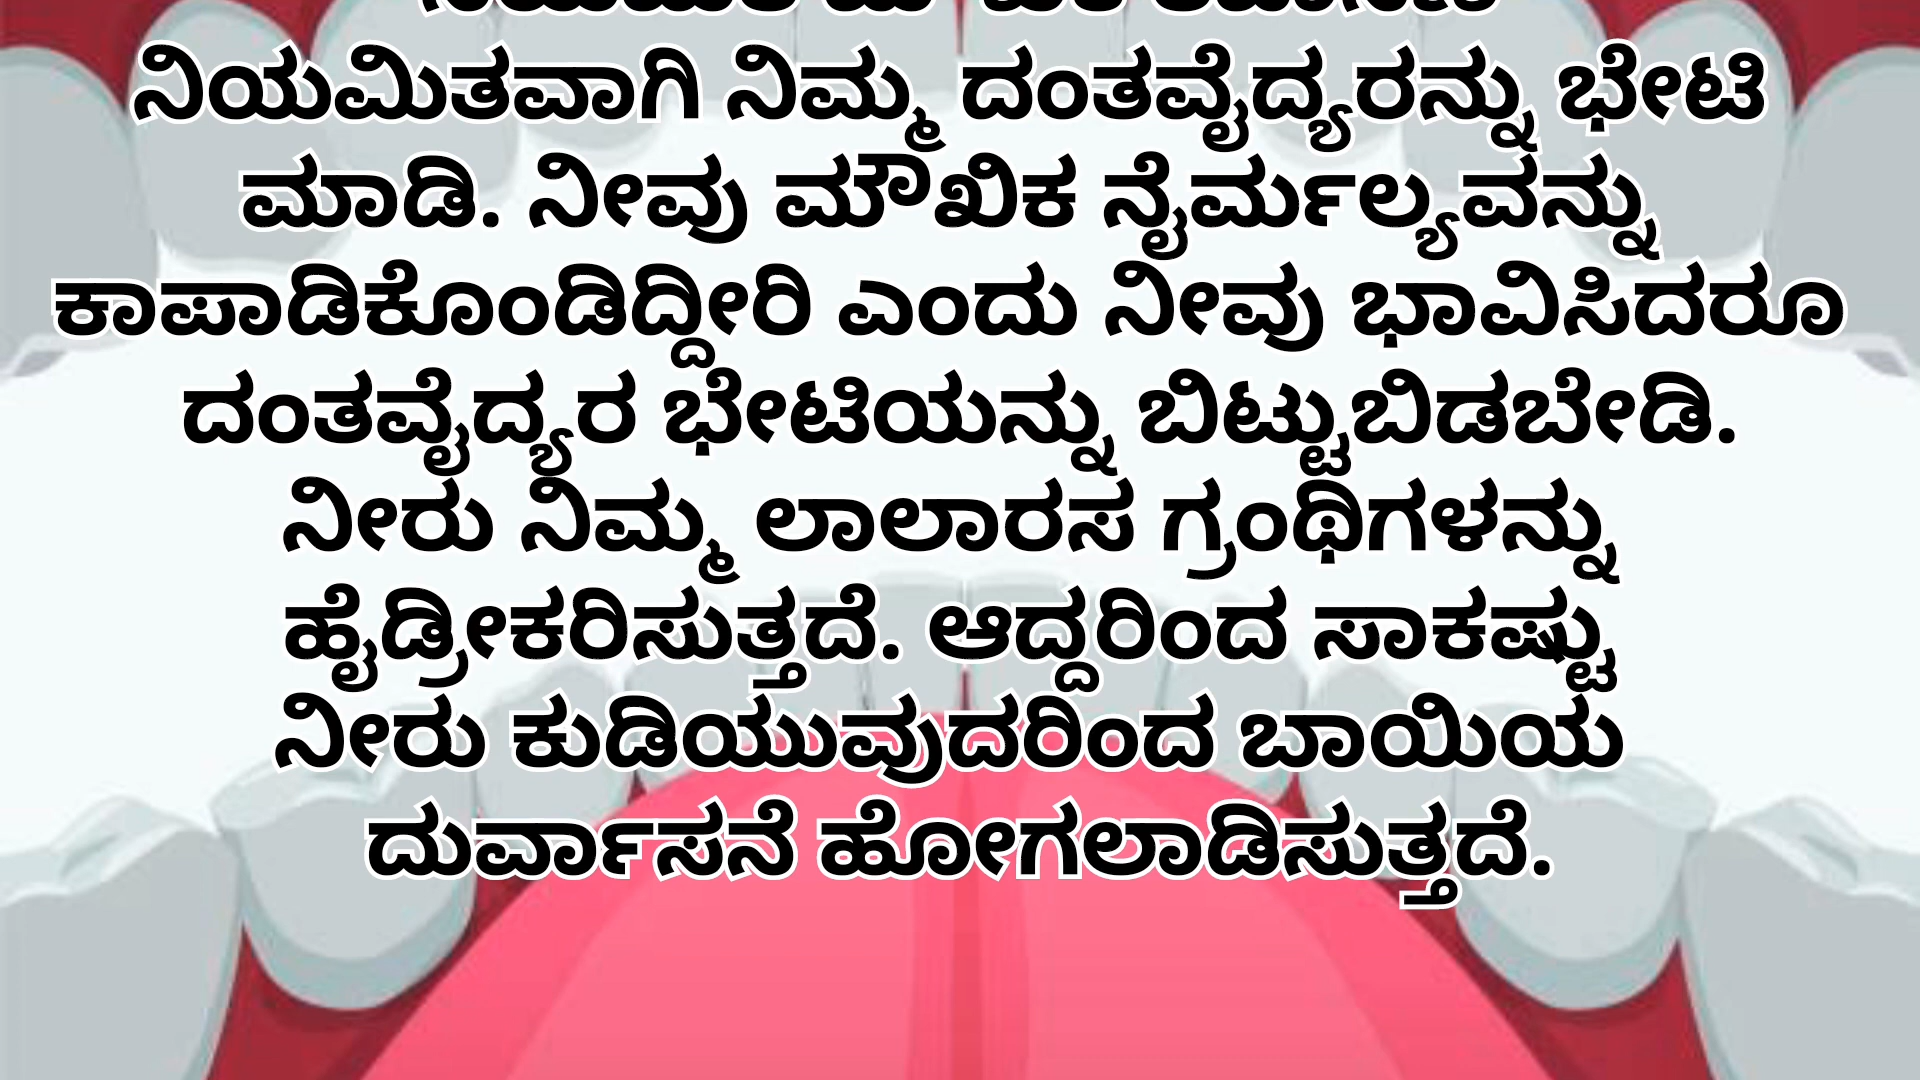 ನಿಯಮಿತವಾಗಿ ನಿಮ್ಮ ದಂತವೈದ್ಯರನ್ನು ಭೇಟಿ
ಮಾಡಿ. ನೀವು ಮೌಖಿಕ ನೈರ್ಮಲ್ಯವನ್ನು
ಕಾಪಾಡಿಕೊಂಡಿದ್ದೀರಿ ಎಂದು ನೀವು ಭಾವಿಸಿದರೂ
ದಂತವೈದ್ಯರ ಭೇಟಿಯನ್ನು ಬಿಟ್ಟುಬಿಡಬೇಡಿ.
ನೀರು ನಿಮ್ಮ ಲಾಲಾರಸ ಗ್ರಂಥಿಗಳನ್ನು
ಹೈಡ್ರೀಕರಿಸುತ್ತದೆ. ಆದ್ದರಿಂದ ಸಾಕಷ್ಟು
ನೀರು ಕುಡಿಯುವುದರಿಂದ ಬಾಯಿಯ
ದುರ್ವಾಸನೆ ಹೋಗಲಾಡಿಸುತ್ತದೆ.